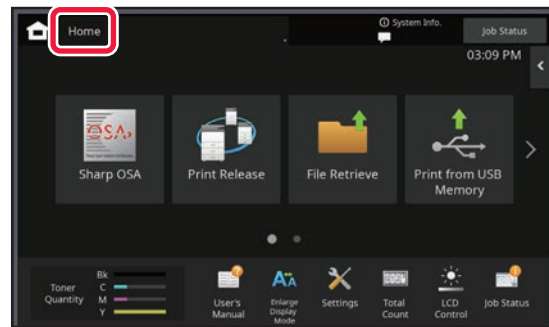 Home
System Info.
Job Status
03:09 PM
OSA
Sharp OSA
Print Release
File Retrieve
Print from USB
Memory
Toner
Quantity
Bk
C
M
Y
User's
Manual
Enlarge
Display
Mode
Settings
Total
Count
LCD
Control
Job Status